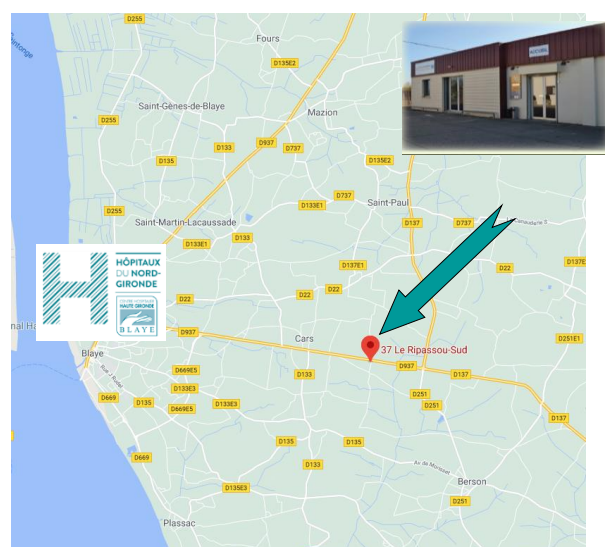 D255
Fours
D135E2
ACCUEIL
Saint-Genès-de-Blaye
Mazion
D255
D133
D937
D737
D135
D135E2
D737
D133E1
Saint-Paul
D255
Saint-Martin-Lacaussade
D137
D737
D133
D133E1
HÔPITAUX
DU NORD-
GIRONDE
CENTRE HOSPITALIER
HAUTE GIRONDE
BLAYE
D137E1
D22
D137E
D22
D22
D22
D937
Cars
D251E1
37 Le Ripassou-Sud
Blaye
D669E5
D133
D937
D137
D133E3
D669
D135
D669E5
D133E3
D251
D251
D137
D135
D135
D669
D133
Berson
D135E3
D251
Plassac